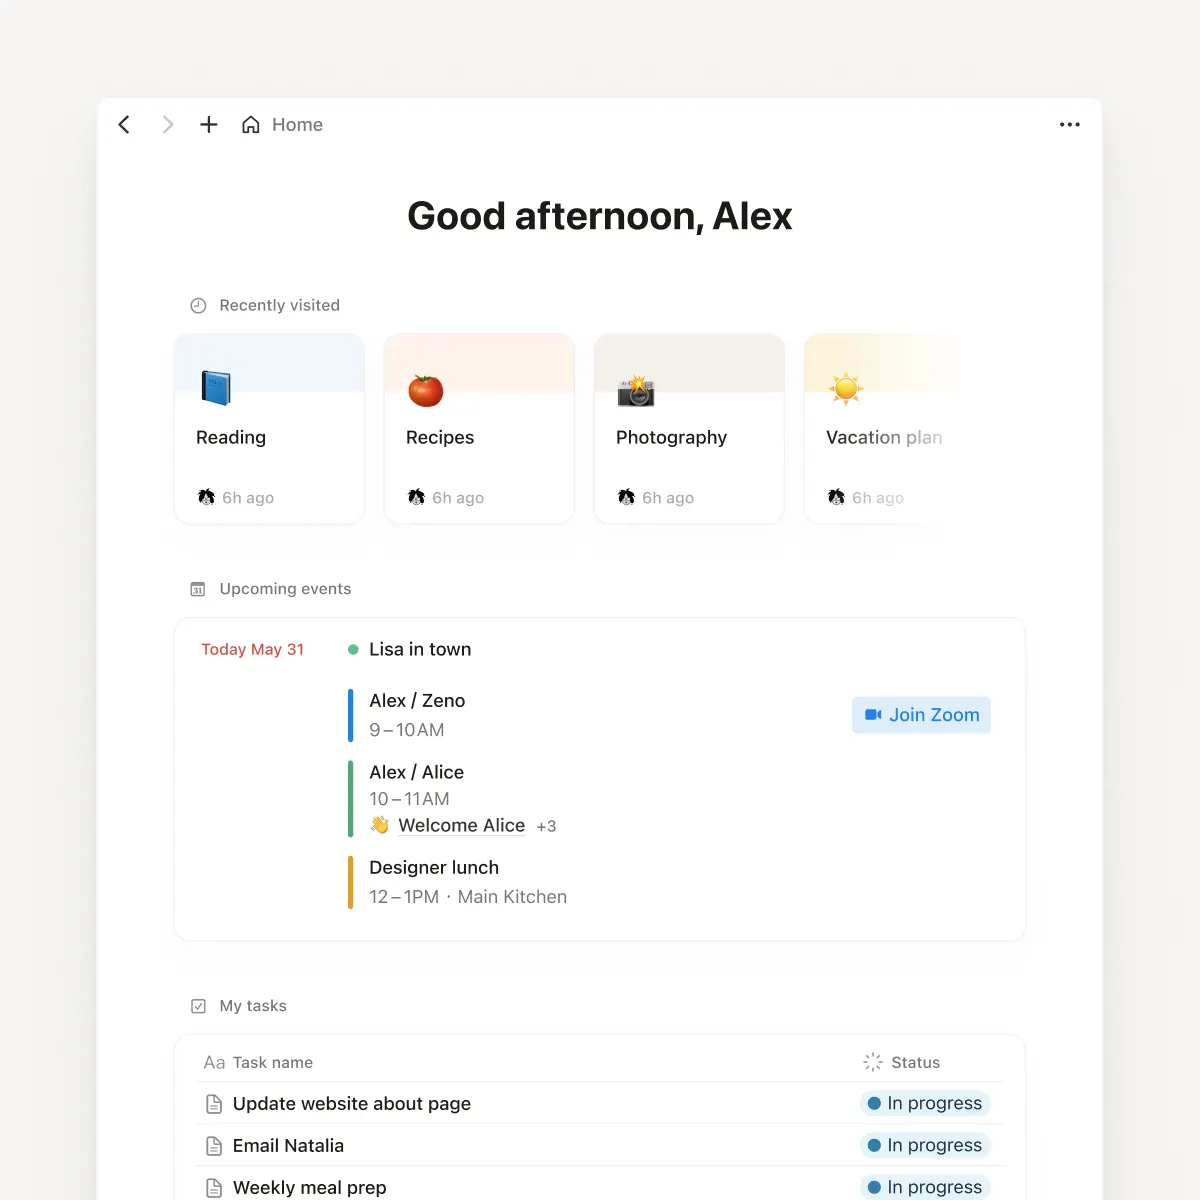 Home
Good afternoon, Alex
Recently visited
Reading
6h ago
Recipes
6h ago
Photography
6h ago
Vacation plan
6h ago
31 Upcoming events
Today May 31
Lisa in town
Alex / Zeno
9–10AM
Join Zoom
Alex / Alice
10–11AM
👋 Welcome Alice +3
Designer lunch
12–1PM · Main Kitchen
My tasks
Aa Task name
Status
Update website about page
In progress
Email Natalia
In progress
Weekly meal prep
In progress